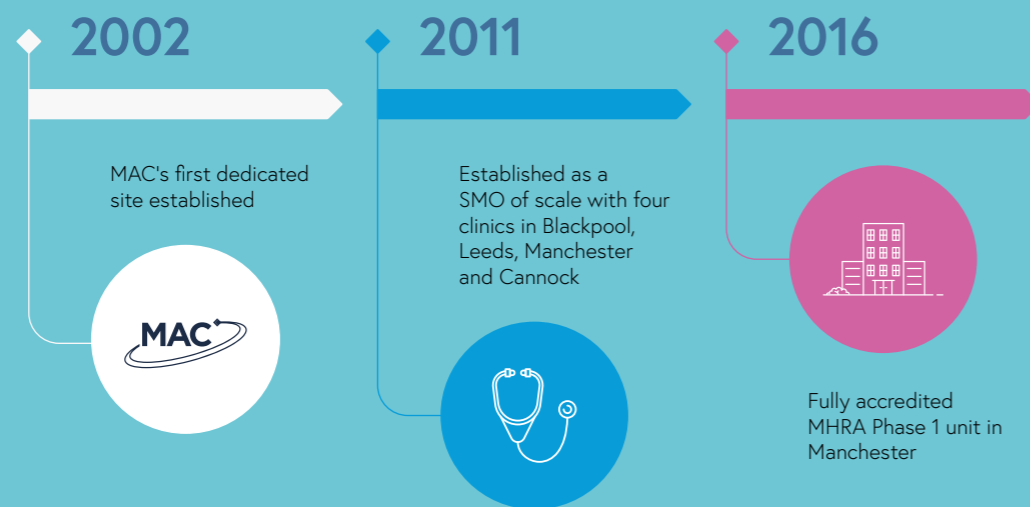 2002
MAC's first dedicated
site established
MAC
2011
Established as a
SMO of scale with four
clinics in Blackpool,
Leeds, Manchester
and Cannock
2016
Fully accredited
MHRA Phase 1 unit in
Manchester